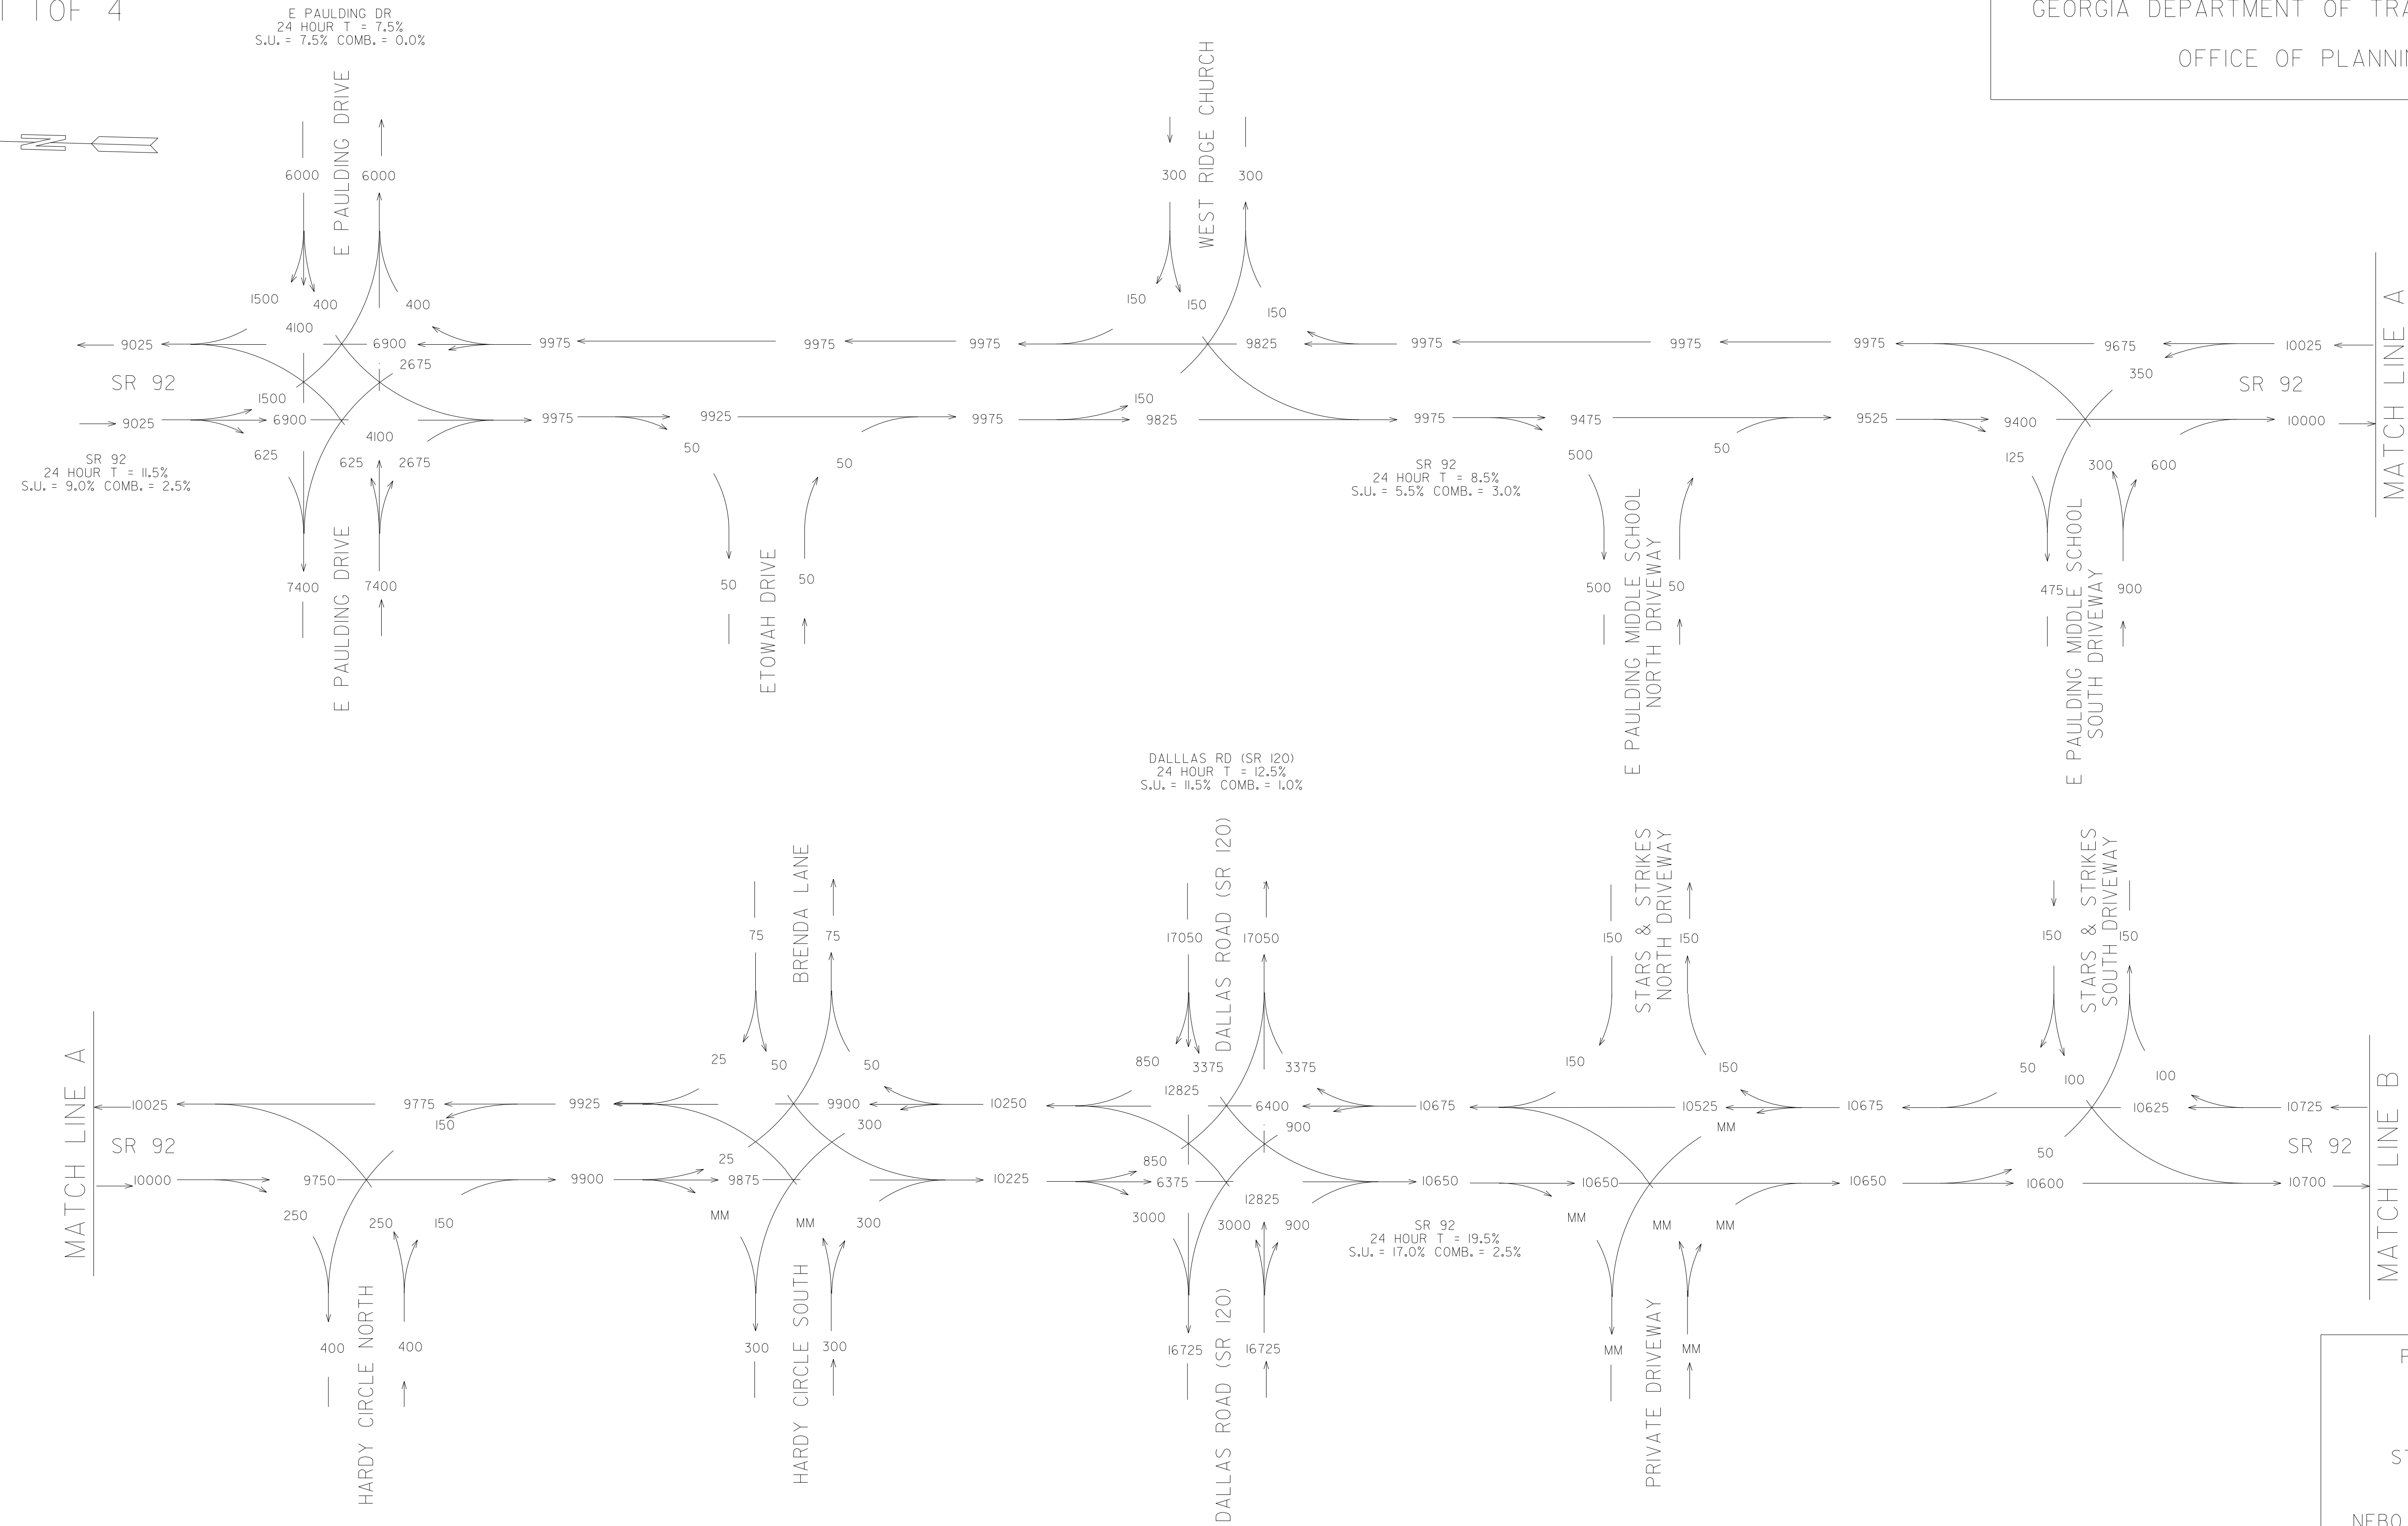 1 OF 4
GEORGIA DEPARTMENT OF
OFFICE OF
E PAULDING DR
24 HOUR T = 7.5%
S.U. = 7.5% COMB. = 0.0%
N
E PAULDING DRIVE
6000 6000
WEST RIDGE CHURCH
300 300
1500 400 400
4100
150 150 150
9025 6900 9975 9975 9975 9825 9975 9975 9975 9675 10025
2675
350
SR 92
SR 92
MATCH LINE A
1500
150
9025 6900 9975 9925 9975 9825 9975 9475 9525 9400 10000
4100
625 625 2675
50 50
500 50
125 300 600
SR 92
24 HOUR T = 11.5%
S.U. = 9.0% COMB. = 2.5%
SR 92
24 HOUR T = 8.5%
S.U. = 5.5% COMB. = 3.0%
7400 7400
50 50
500 50
475 900
E PAULDING DRIVE
ETOWAH DRIVE
E PAULDING MIDDLE SCHOOL
NORTH DRIVEWAY
E PAULDING MIDDLE SCHOOL
SOUTH DRIVEWAY
DALLLAS RD (SR 120)
24 HOUR T = 12.5%
S.U. = 11.5% COMB. = 1.0%
BRENDA LANE
DALLAS ROAD (SR 120)
STARS & STRIKES
NORTH DRIVEWAY
STARS & STRIKES
SOUTH DRIVEWAY
75 75
17050 17050
150 150
150 150
25 50 50
850 3375 3375
12825
150 150
50 100 100
MATCH LINE A
10025 9775 9925 9900 10250 6400 10675 10525 10675 10625 10725
150
300
900
MM
SR 92
SR 92
MATCH LINE B
25
850
50
10000 9750 9900 9875 10225 6375 10650 10650 10650 10600 10700
12825
250 250 150
MM MM 300
3000 3000 900
MM MM MM
SR 92
24 HOUR T = 19.5%
S.U. = 17.0% COMB. = 2.5%
400 400
300 300
16725 16725
MM MM
HARDY CIRCLE NORTH
HARDY CIRCLE SOUTH
DALLAS ROAD (SR 120)
PRIVATE DRIVEWAY
NEBO